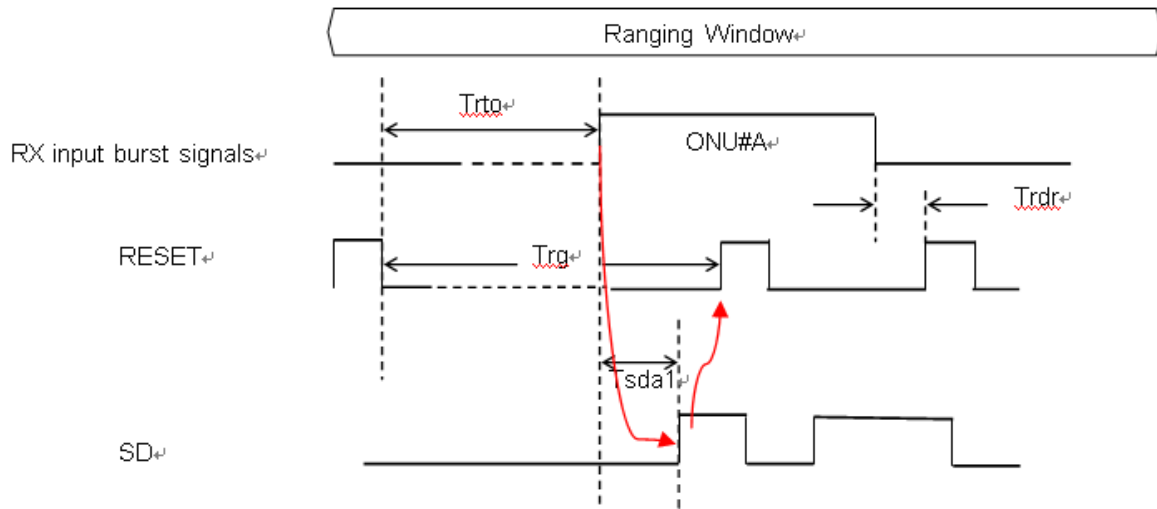 Ranging Window↵
Trto↵
RX input burst signals↵
ONU#A↵
Trdr↵
RESET↵
Trg↵
Tsda1↵
SD↵